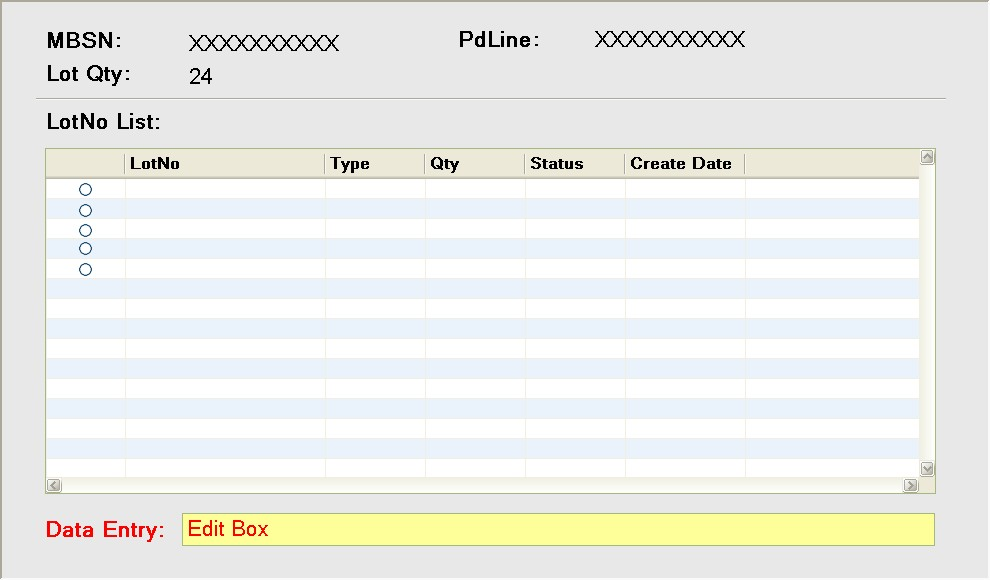 MBSN: XXXXXXXXXX PdLine: XXXXXXXXXX
Lot Qty: 24
LotNo List:
LotNo Type Qty Status Create Date
Data Entry: Edit Box